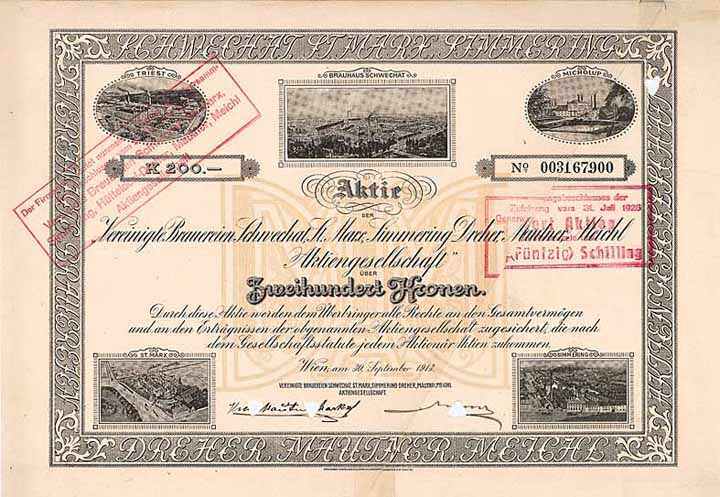 SCHWECHAT, ST. MARX, SIMMERING
TRIEST
BRAUHAUS SCHWECHAT
MICHOLUP
K 200.—
No 003167900
Aktie
DER
„Vereinigte Brauereien Schwechat, St. Marx, Simmering Dreher, Mautner, Meichl
Aktiengesellschaft"
ÜBER
Zweihundert Kronen.
Durch diese Aktie werden dem Überbringer alle Rechte an den Gesamtvermögen
und an den Erträgnissen der obgenannten Aktiengesellschaft zugesichert, die nach
dem Gesellschaftsstatute jedem Aktionär Aktien zukommen.
Wien, am 30. September 1913.
VEREINIGTE BRAUEREIEN SCHWECHAT, ST. MARX, SIMMERING DREHER, MAUTNER, MEICHL
AKTIENGESELLSCHAFT.
ST. MARX
SIMMERING
DREHER, MAUTNER, MEICHL
Der
Aktiengesellschaft
Meichl
31. Juli 1926
Aktien
(Fünfzig) Schilling